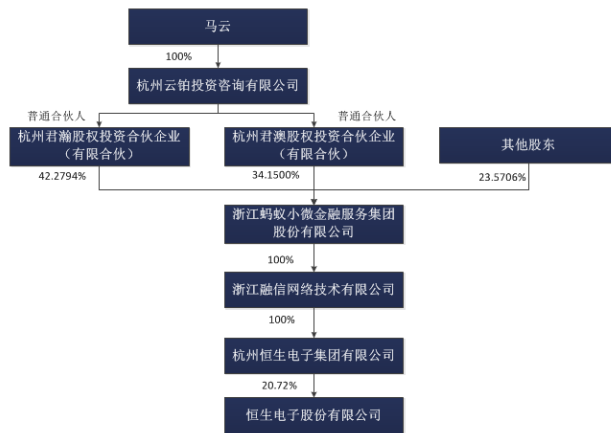 马云
100%
杭州云铂投资咨询有限公司
普通合伙人
普通合伙人
杭州君瀚股权投资合伙企业
（有限合伙）
杭州君澳股权投资合伙企业
（有限合伙）
其他股东
42.2794%
34.1500%
23.5706%
浙江蚂蚁小微金融服务集团
股份有限公司
100%
浙江融信网络技术有限公司
100%
杭州恒生电子集团有限公司
20.72%
恒生电子股份有限公司